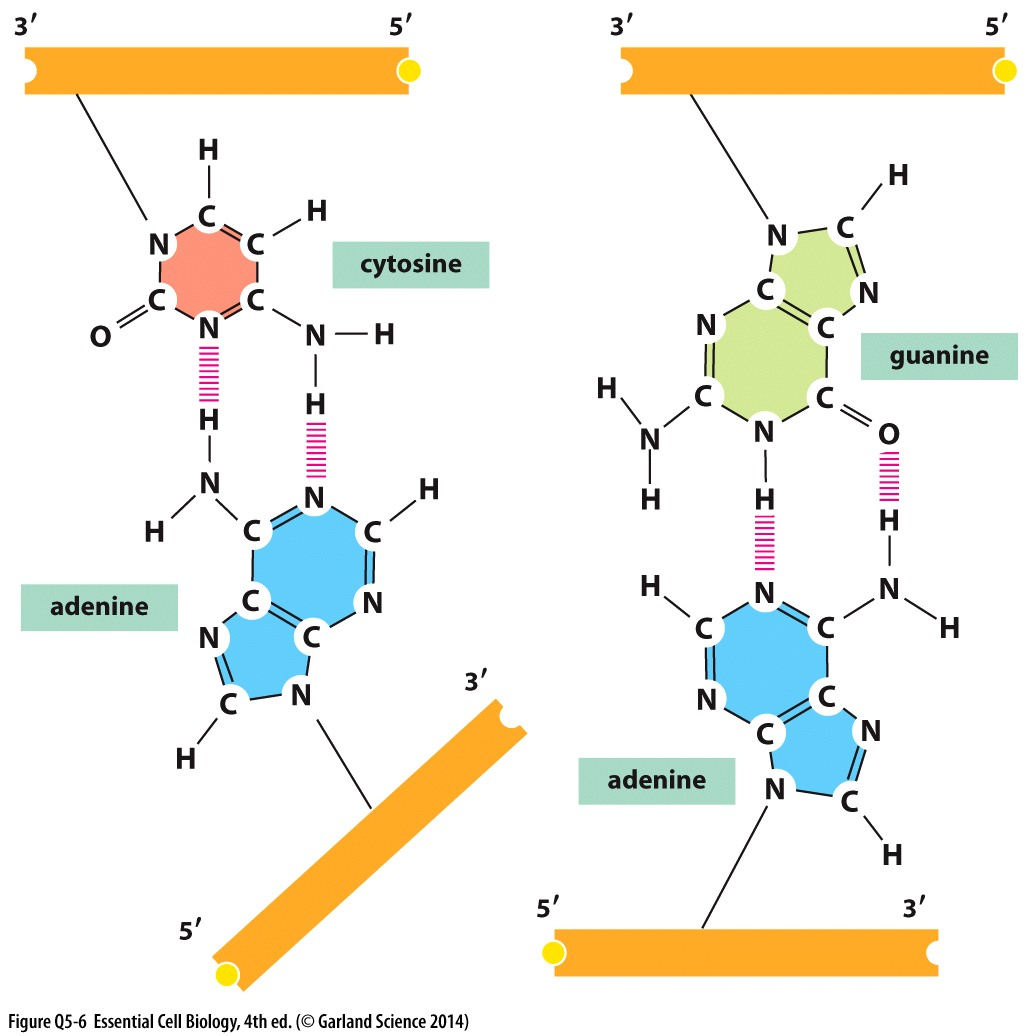 3′ 5′ 3′ 5′
H
H
H
N C C
cytosine
N C
C C
C N
O N N H
N C
guanine
H
H C C
N N O
H
H N H
H N C
H
H C C
N
N
H N
adenine C N
N C
C C
H
N C
N C
C N
3′
H
C N
adenine
N C
H
5′
5′ 3′
Figure Q5-6 Essential Cell Biology, 4th ed. (© Garland Science 2014)